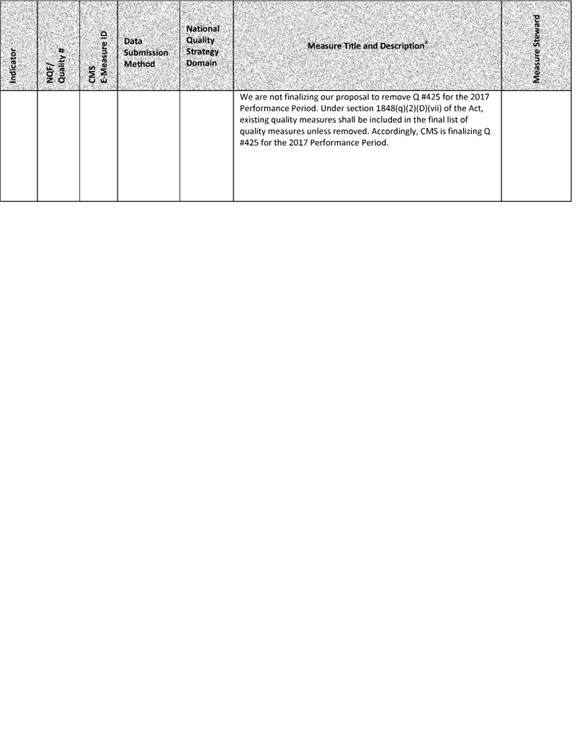 Indicator
NQF/
Quality #
CMS
E-Measure ID
Data
Submission
Method
National
Quality
Strategy
Domain
Measure Title and Description¥
Measure Steward
We are not finalizing our proposal to remove Q #425 for the 2017
Performance Period. Under section 1848(q)(2)(D)(vii) of the Act,
existing quality measures shall be included in the final list of
quality measures unless removed. Accordingly, CMS is finalizing Q
#425 for the 2017 Performance Period.